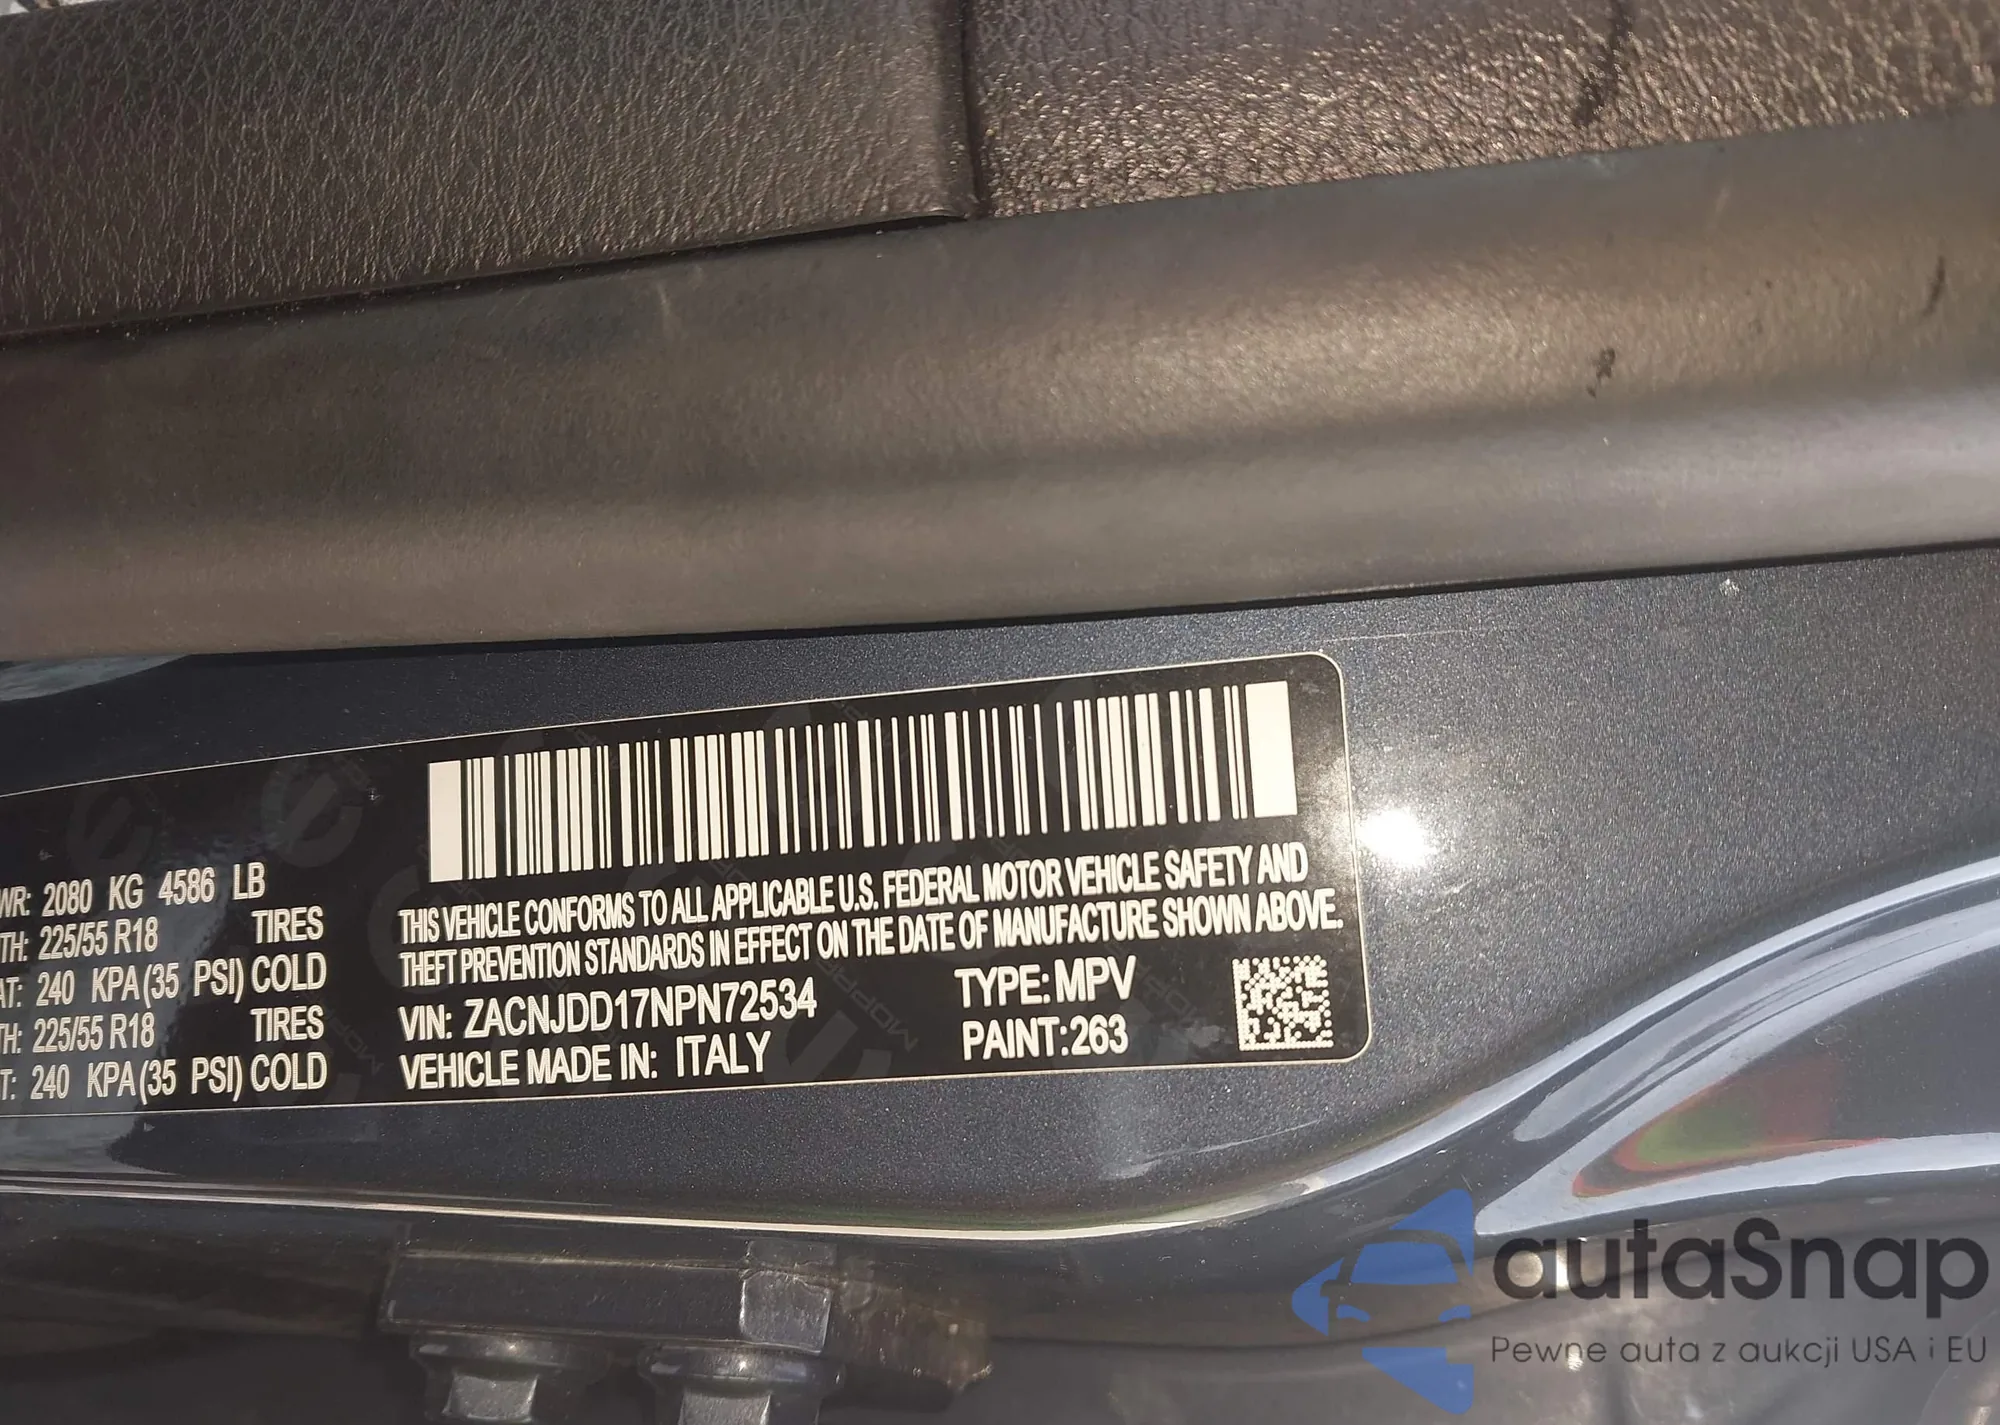 WR: 2080 KG 4586 LB
TH: 225/55 R18 TIRES
AT: 240 KPA(35 PSI) COLD
TH: 225/55 R18 TIRES
T: 240 KPA(35 PSI) COLD
THIS VEHICLE CONFORMS TO ALL APPLICABLE U.S. FEDERAL MOTOR VEHICLE SAFETY AND
THEFT PREVENTION STANDARDS IN EFFECT ON THE DATE OF MANUFACTURE SHOWN ABOVE.
VIN: ZACNJDD17NPN72534 TYPE: MPV
VEHICLE MADE IN: ITALY PAINT:263
autaSnap
Pewne auta z aukcji USA i EU